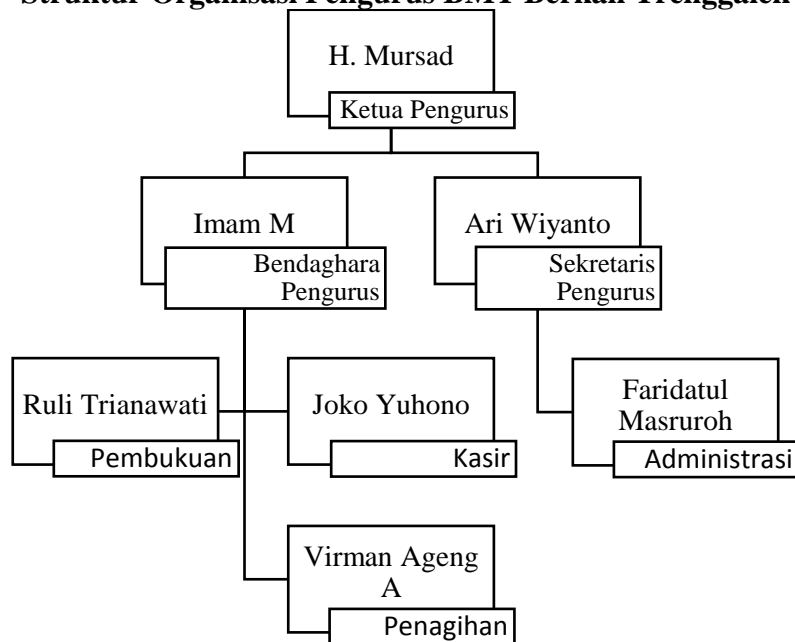 Struktur Organisasi Pengurus BMT Berkah Trenggalek
H. Mursad
Ketua Pengurus
Imam M
Bendaghara
Pengurus
Ari Wiyanto
Sekretaris
Pengurus
Ruli Trianawati
Pembukuan
Joko Yuhono
Kasir
Faridatul
Masruroh
Administrasi
Virman Ageng
A
Penagihan